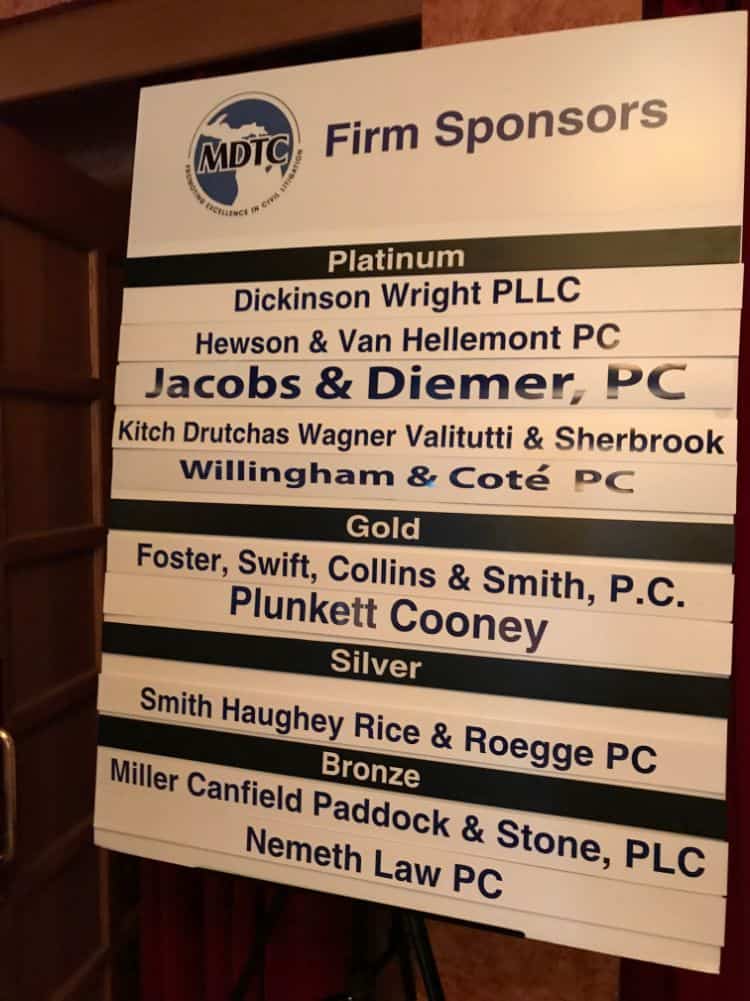 MDTC
PROMOTING EXCELLENCE IN CIVIL LITIGATION
Firm Sponsors
Platinum
Dickinson Wright PLLC
Hewson & Van Hellemont PC
Jacobs & Diemer, PC
Kitch Drutchas Wagner Valitutti & Sherbrook
Willingham & Coté PC
Gold
Foster, Swift, Collins & Smith, P.C.
Plunkett Cooney
Silver
Smith Haughey Rice & Roegge PC
Bronze
Miller Canfield Paddock & Stone, PLC
Nemeth Law PC